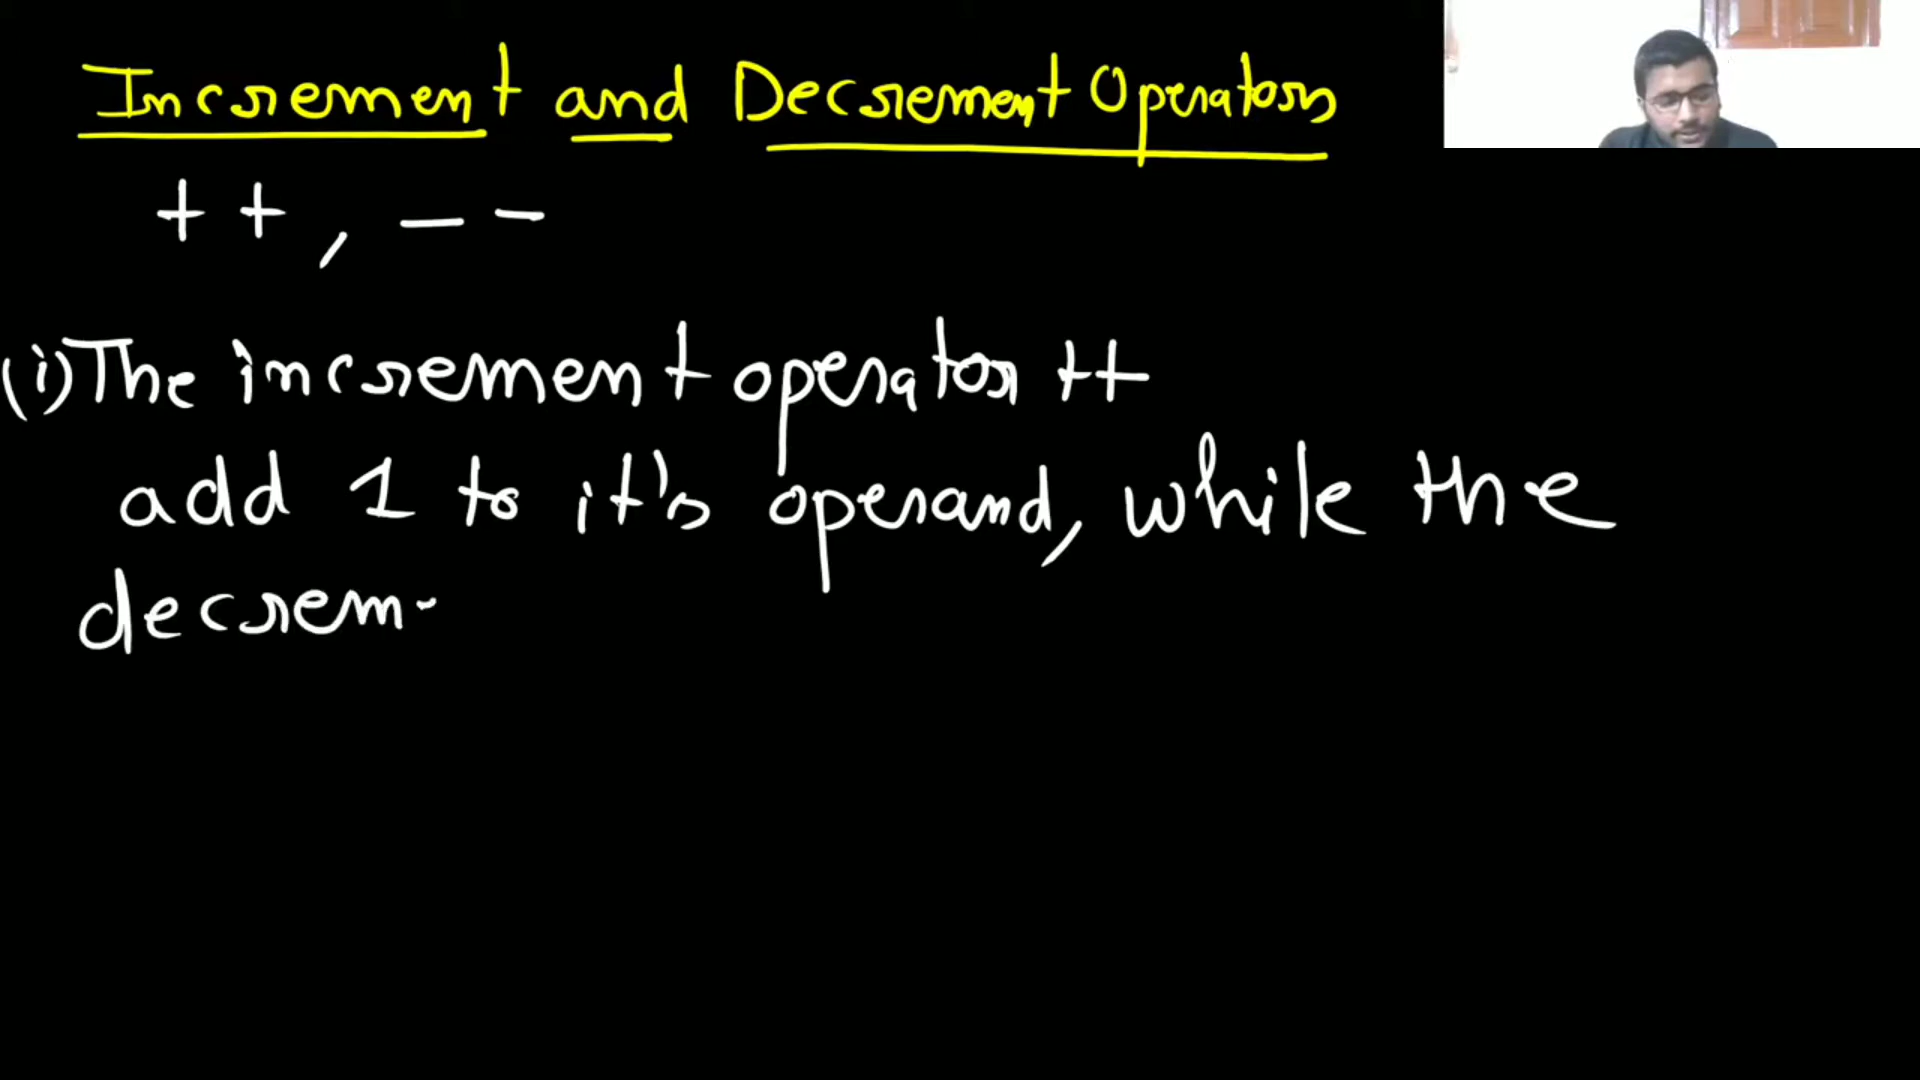 Increment and Decrement Operators
++, --
(i) The increment operator ++
add 1 to it's operand, while the
decrem